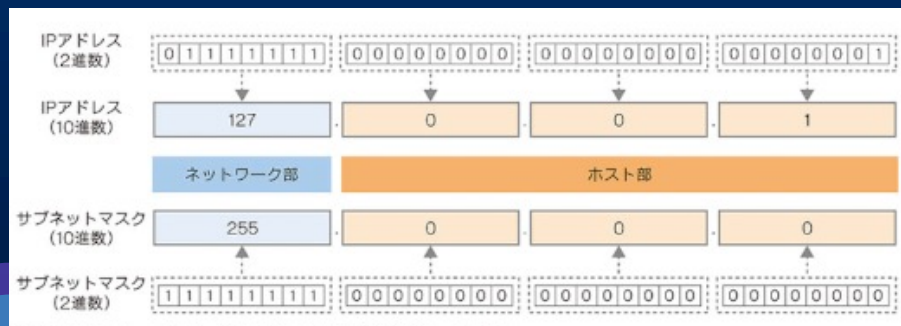 IPアドレス
(2進数)
0 1 1 1 1 1 1 1 0 0 0 0 0 0 0 0 0 0 0 0 0 0 0 0 0 0 0 0 0 0 0 1
IPアドレス
(10進数)
127 . 0 . 0 . 1
ネットワーク部 ホスト部
サブネットマスク
(10進数)
255 . 0 . 0 . 0
サブネットマスク
(2進数)
1 1 1 1 1 1 1 1 0 0 0 0 0 0 0 0 0 0 0 0 0 0 0 0 0 0 0 0 0 0 0 0